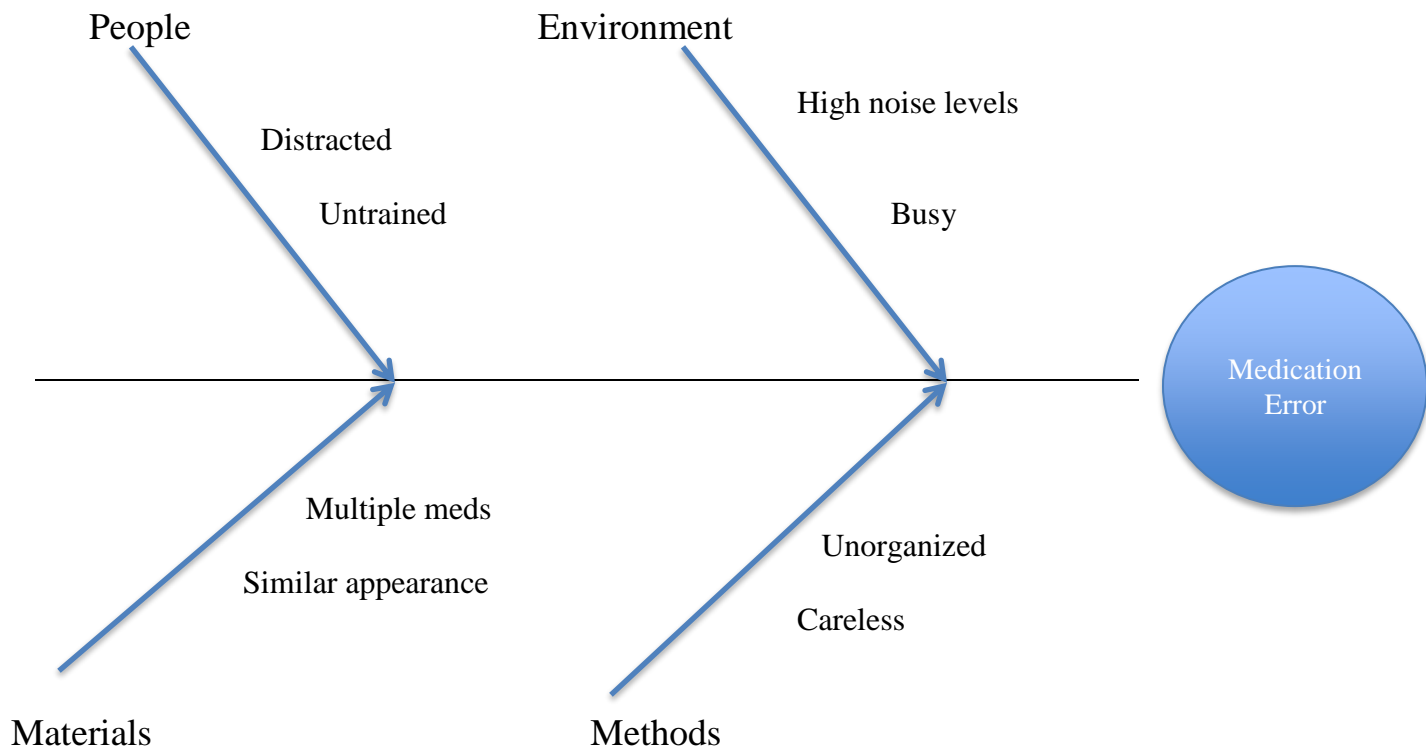 People
Environment
High noise levels
Distracted
Untrained
Busy
Medication
Error
Multiple meds
Unorganized
Similar appearance
Careless
Materials
Methods